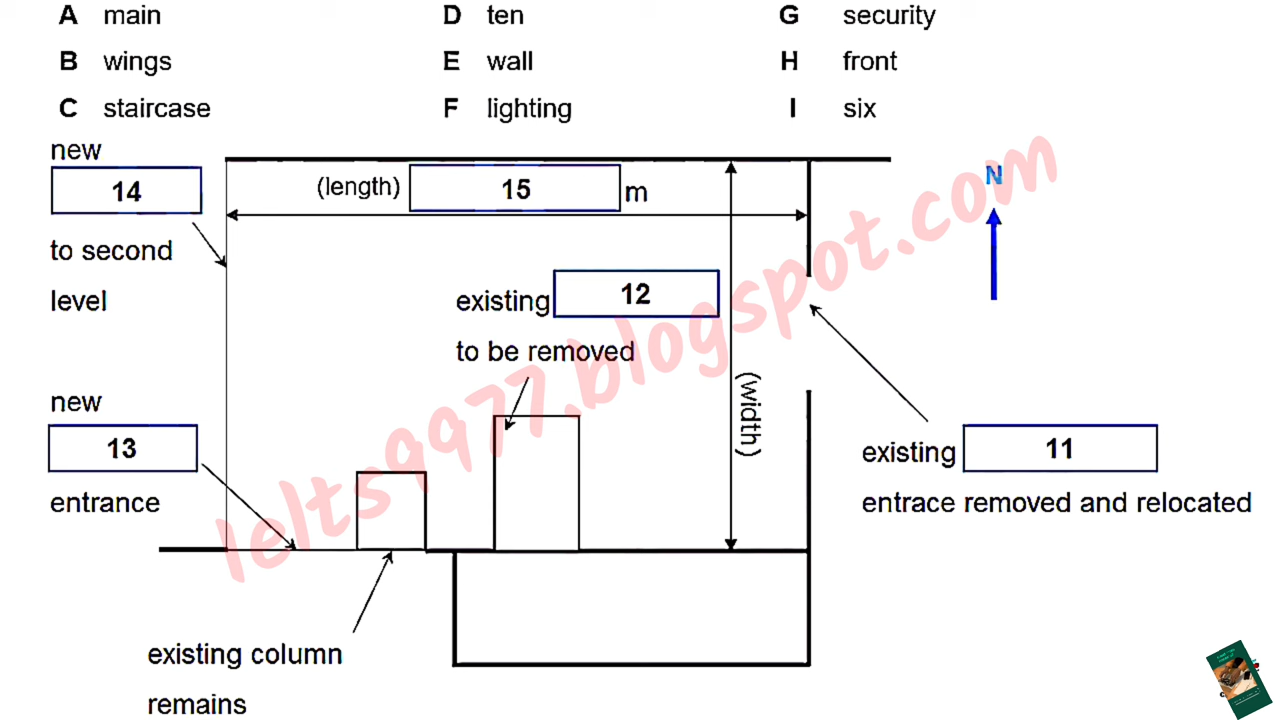 A main D ten G security
B wings E wall H front
C staircase F lighting I six
new
14
(length) 15 m
N
to second
level
existing 12
to be removed
(width)
new
13
entrance
existing 11
entrace removed and relocated
existing column
remains
Ielts9977.blogspot.com